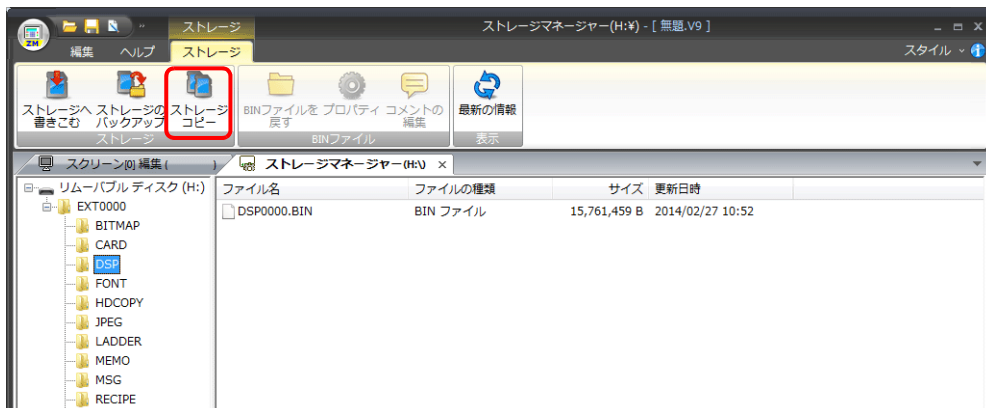 ストレージ
ストレージマネージャー(H:¥) - [ 無題.V9 ]
ZM
編集 ヘルプ ストレージ
スタイル
ストレージへ書きこむ
ストレージのバックアップ
ストレージコピー
BINファイルを戻す
プロパティ
コメントの編集
最新の情報
ストレージ
BINファイル
表示
スクリーン[0] 編集 ( )
ストレージマネージャー(H:\) ×
リムーバブル ディスク (H:)
ファイル名 ファイルの種類 サイズ 更新日時
EXT0000
DSP0000.BIN BIN ファイル 15,761,459 B 2014/02/27 10:52
BITMAP
CARD
DSP
FONT
HDCOPY
JPEG
LADDER
MEMO
MSG
RECIPE